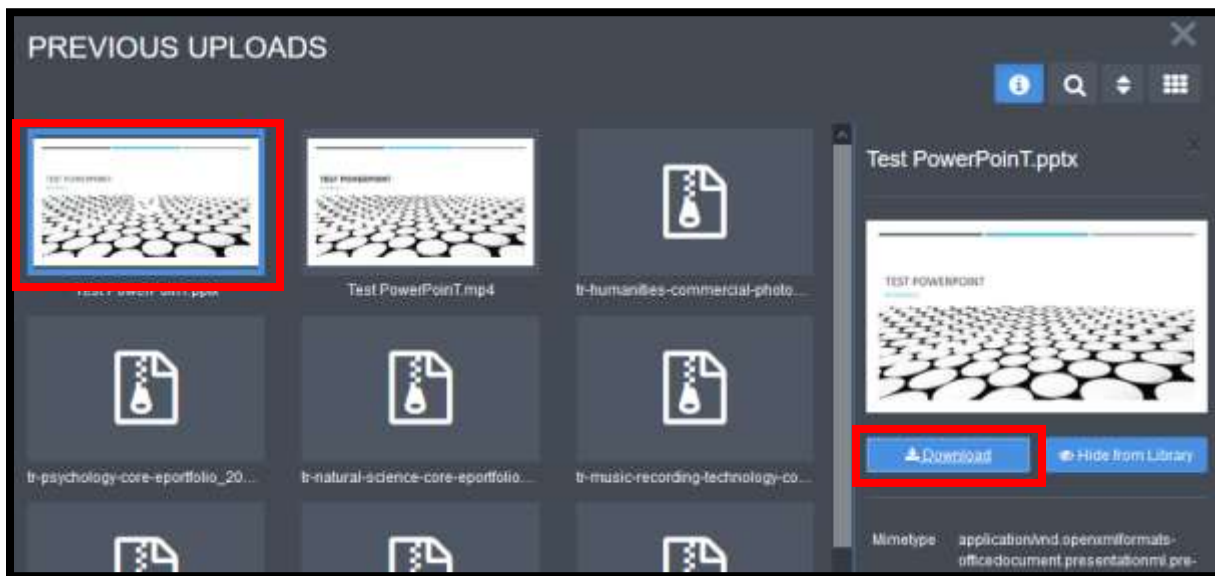 PREVIOUS UPLOADS
TEST POWERPOINT
TEST POWERPOINT
Test PowerPoinT.pptx
Test PowerPoinT.mp4
tr-humanities-commercial-photo...
tr-psychology-core-eportfolio_20...
tr-natural-science-core-eportfolio...
tr-music-recording-technology-co...
Test PowerPoinT.pptx
TEST POWERPOINT
Download
Hide from Library
Mimetype application/vnd.openxmlformats-
officedocument.presentationml.pre-